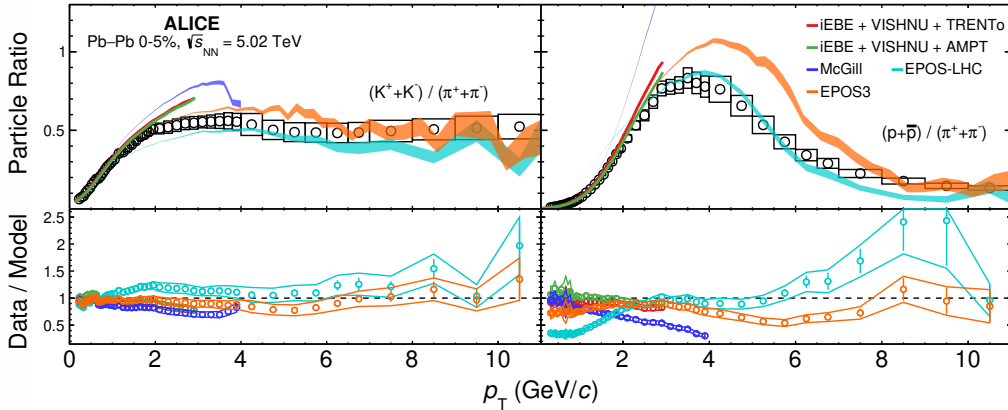 ALICE
Pb–Pb 0-5%, √sNN = 5.02 TeV
(K⁺+K⁻) / (π⁺+π⁻)
iEBE + VISHNU + TRENTo
iEBE + VISHNU + AMPT
McGill EPOS-LHC
EPOS3
(p+p̄) / (π⁺+π⁻)
Particle Ratio
1
0.5
Data / Model
2.5
2
1.5
1
0.5
0 2 4 6 8 10
2 4 6 8 10
pT (GeV/c)